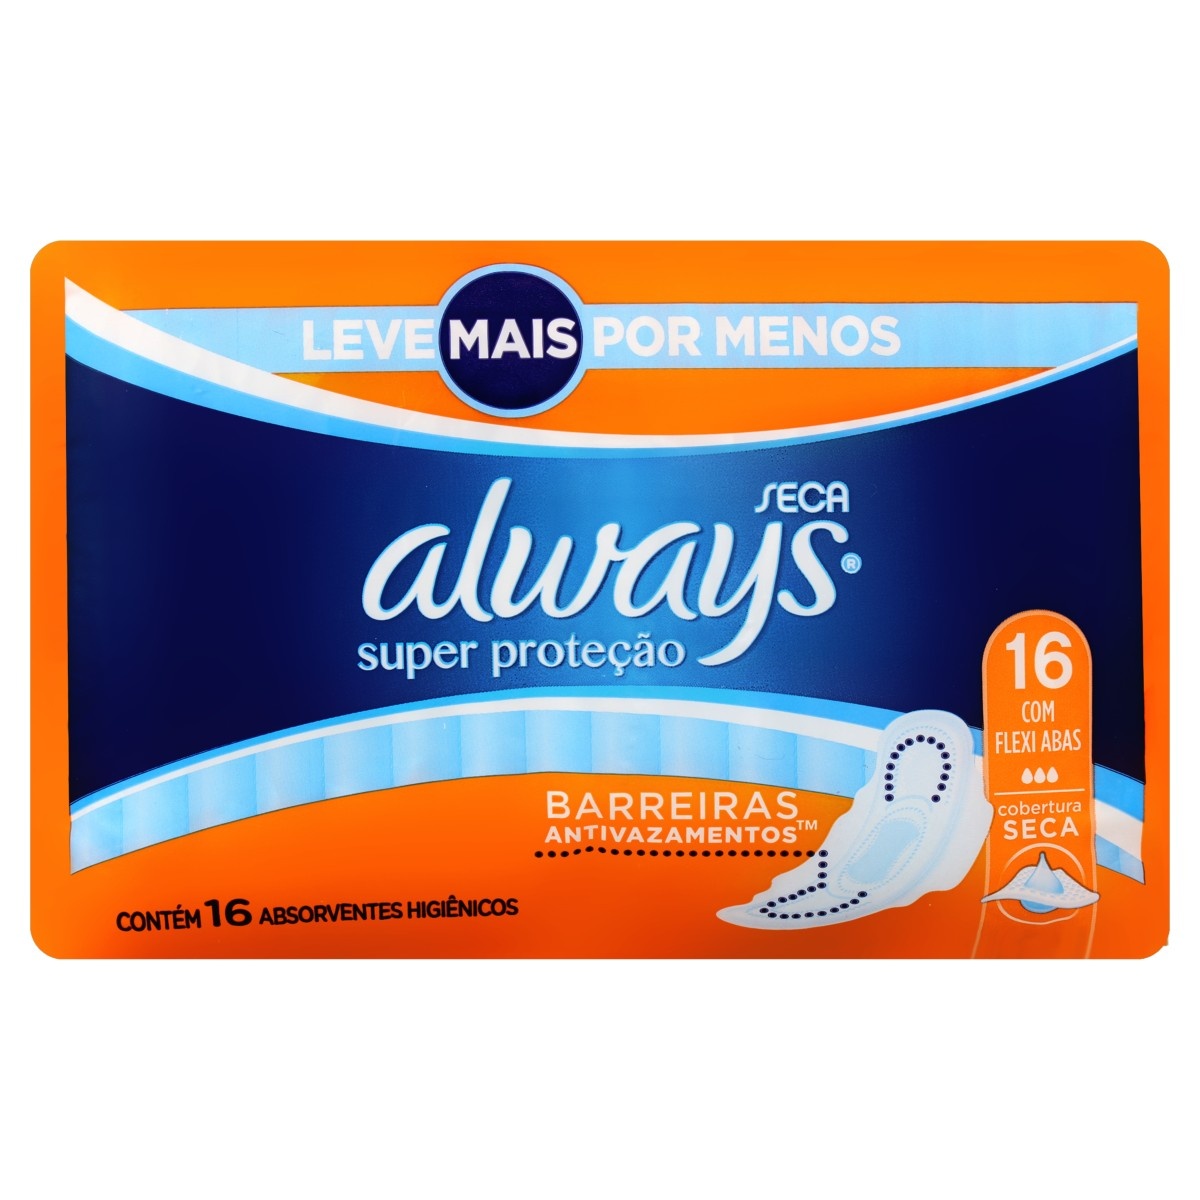 LEVE MAIS POR MENOS
SECA
always®
super proteção
16
COM
FLEXI ABAS
cobertura
SECA
BARREIRAS
ANTIVAZAMENTOS™
CONTÉM 16 ABSORVENTES HIGIÊNICOS